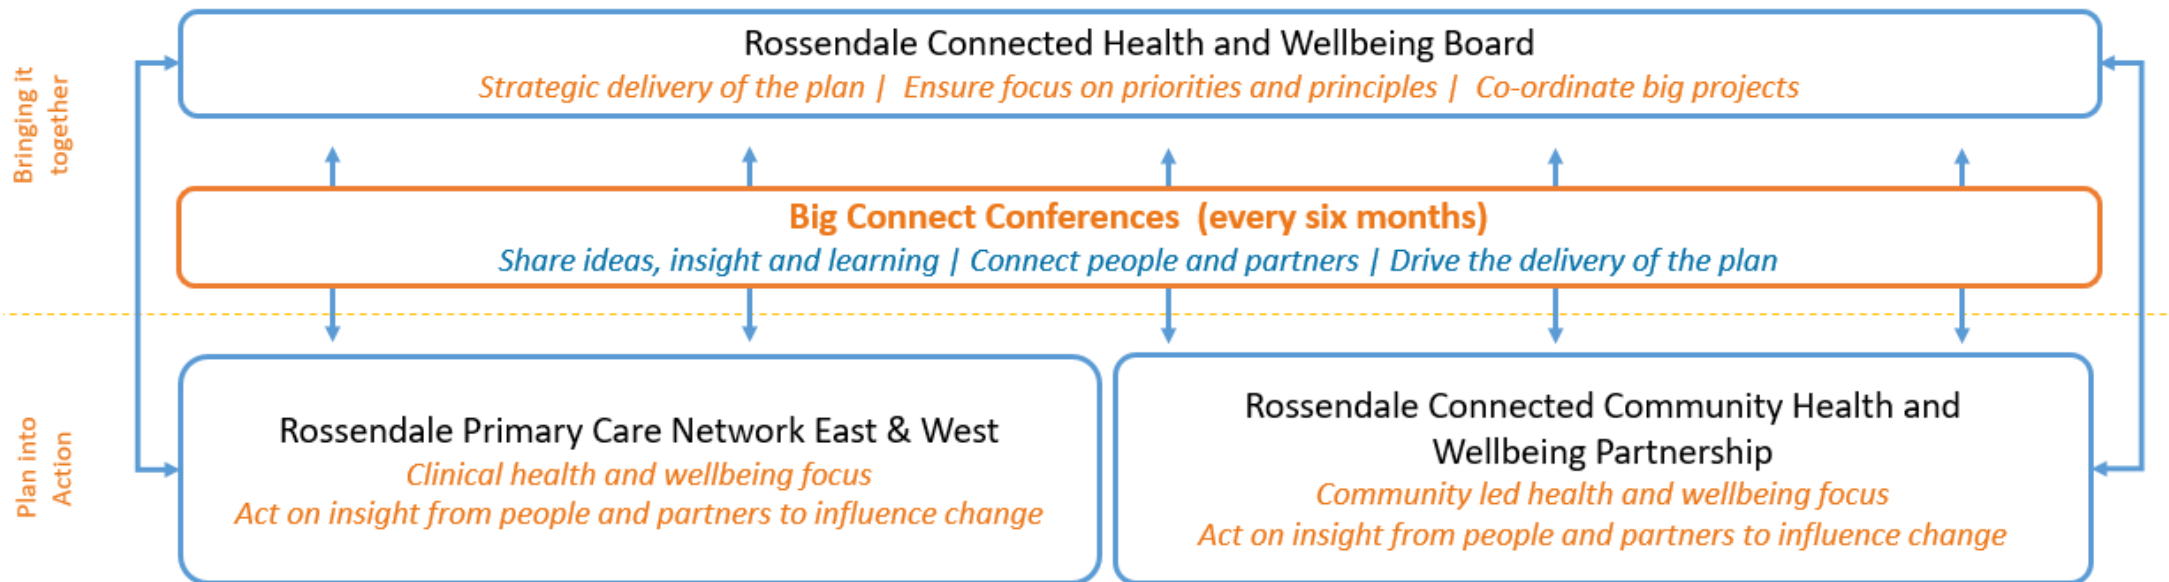 Bringing it
together
Rossendale Connected Health and Wellbeing Board
Strategic delivery of the plan | Ensure focus on priorities and principles | Co-ordinate big projects
Big Connect Conferences (every six months)
Share ideas, insight and learning | Connect people and partners | Drive the delivery of the plan
Plan into
Action
Rossendale Primary Care Network East & West
Clinical health and wellbeing focus
Act on insight from people and partners to influence change
Rossendale Connected Community Health and
Wellbeing Partnership
Community led health and wellbeing focus
Act on insight from people and partners to influence change